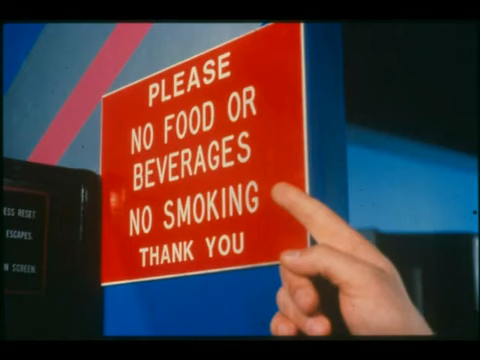 PLEASE
NO FOOD OR
BEVERAGES
NO SMOKING
THANK YOU
ESS RESET.
ESCAPES.
N SCREEN.